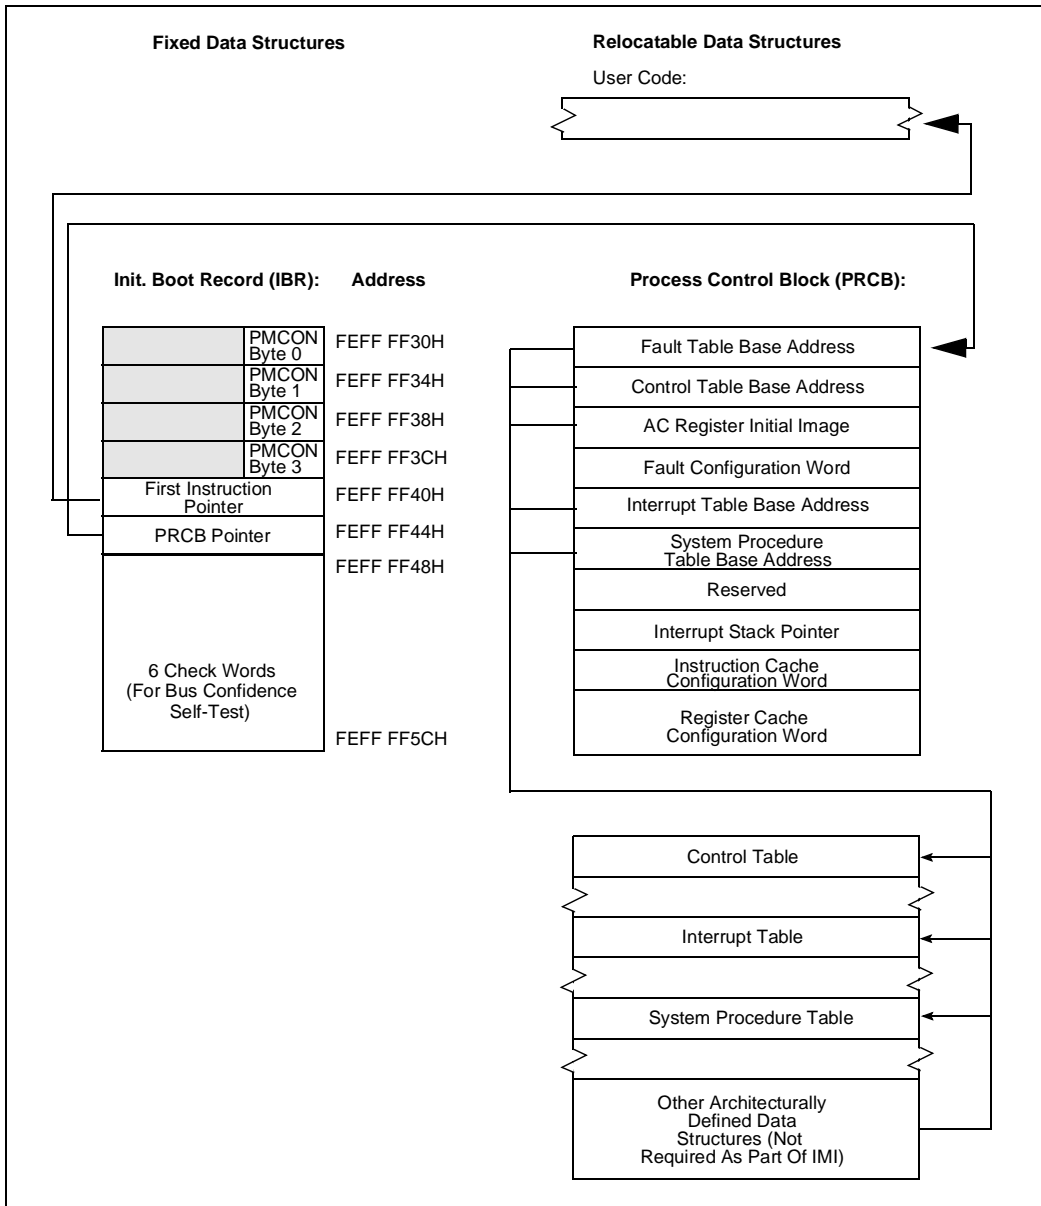 Fixed Data Structures
Relocatable Data Structures
User Code:
Init. Boot Record (IBR):
Address
PMCON
Byte 0
FEFF FF30H
PMCON
Byte 1
FEFF FF34H
PMCON
Byte 2
FEFF FF38H
PMCON
Byte 3
FEFF FF3CH
First Instruction
Pointer
FEFF FF40H
PRCB Pointer
FEFF FF44H
FEFF FF48H
6 Check Words
(For Bus Confidence
Self-Test)
FEFF FF5CH
Process Control Block (PRCB):
Fault Table Base Address
Control Table Base Address
AC Register Initial Image
Fault Configuration Word
Interrupt Table Base Address
System Procedure
Table Base Address
Reserved
Interrupt Stack Pointer
Instruction Cache
Configuration Word
Register Cache
Configuration Word
Control Table
Interrupt Table
System Procedure Table
Other Architecturally
Defined Data
Structures (Not
Required As Part Of IMI)